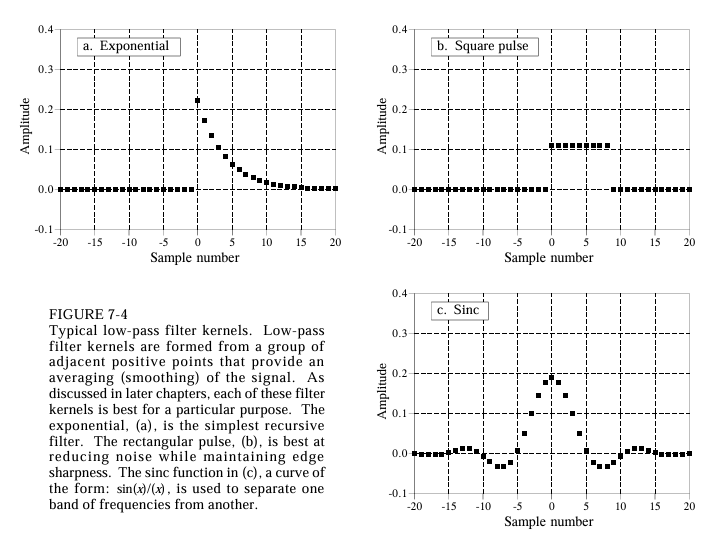 a. Exponential
0.4
0.3
0.2
0.1
0.0
-0.1
Amplitude
-20 -15 -10 -5 0 5 10 15 20
Sample number
b. Square pulse
0.4
0.3
0.2
0.1
0.0
-0.1
Amplitude
-20 -15 -10 -5 0 5 10 15 20
Sample number
FIGURE 7-4
Typical low-pass filter kernels. Low-pass
filter kernels are formed from a group of
adjacent positive points that provide an
averaging (smoothing) of the signal. As
discussed in later chapters, each of these filter
kernels is best for a particular purpose. The
exponential, (a), is the simplest recursive
filter. The rectangular pulse, (b), is best at
reducing noise while maintaining edge
sharpness. The sinc function in (c), a curve of
the form: sin(x)/(x), is used to separate one
band of frequencies from another.
c. Sinc
0.4
0.3
0.2
0.1
0.0
-0.1
Amplitude
-20 -15 -10 -5 0 5 10 15 20
Sample number